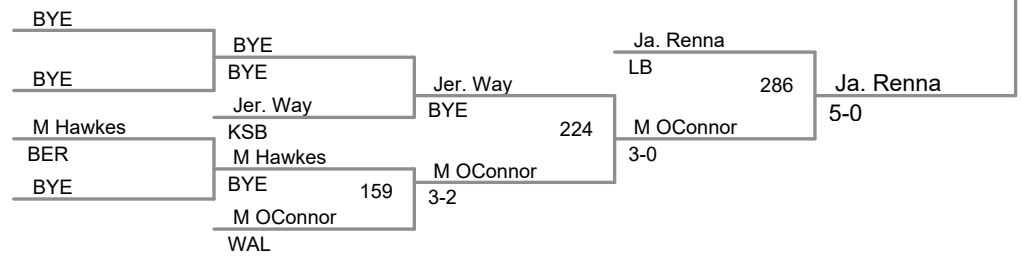 BYE
BYE
BYE
BYE
Jer. Way
KSB
M Hawkes
BER
BYE
M Hawkes
BYE
159
M OConnor
WAL
Jer. Way
BYE
224
M OConnor
3-2
Ja. Renna
LB
286
M OConnor
3-0
Ja. Renna
5-0